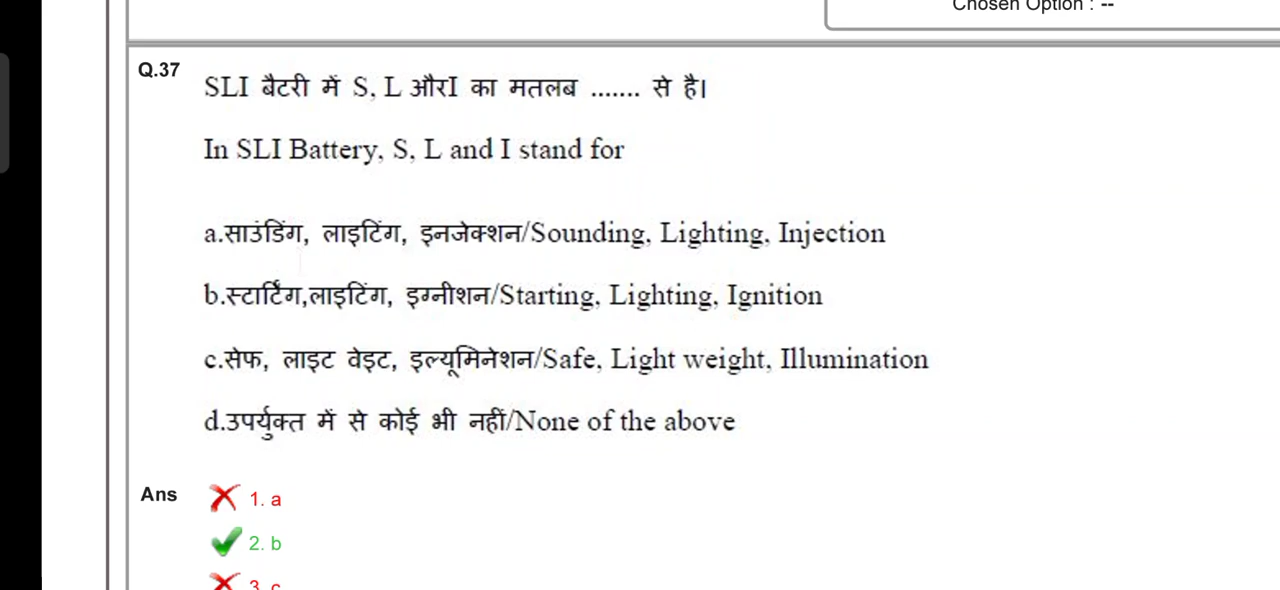 Chosen Option : --
Q.37
SLI बैटरी में S, L औरI का मतलब ....... से है।
In SLI Battery, S, L and I stand for
a.साउंडिंग, लाइटिंग, इनजेक्शन/Sounding, Lighting, Injection
b.स्टार्टिंग,लाइटिंग, इग्नीशन/Starting, Lighting, Ignition
c.सेफ, लाइट वेइट, इल्यूमिनेशन/Safe, Light weight, Illumination
d.उपर्युक्त में से कोई भी नहीं/None of the above
Ans 1. a
2. b
3. c